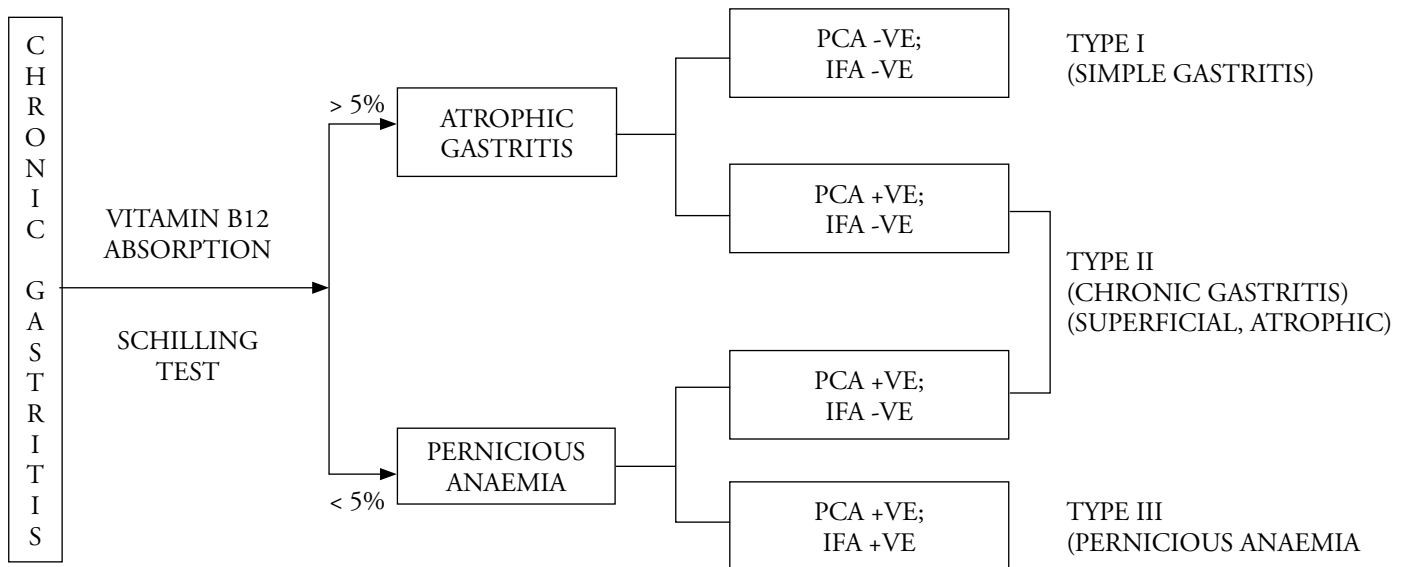 CHRONIC GASTRITIS
VITAMIN B12
ABSORPTION
SCHILLING
TEST
> 5%
< 5%
ATROPHIC
GASTRITIS
PERNICIOUS
ANAEMIA
PCA -VE;
IFA -VE
PCA +VE;
IFA -VE
PCA +VE;
IFA -VE
PCA +VE;
IFA +VE
TYPE I
(SIMPLE GASTRITIS)
TYPE II
(CHRONIC GASTRITIS)
(SUPERFICIAL, ATROPHIC)
TYPE III
(PERNICIOUS ANAEMIA